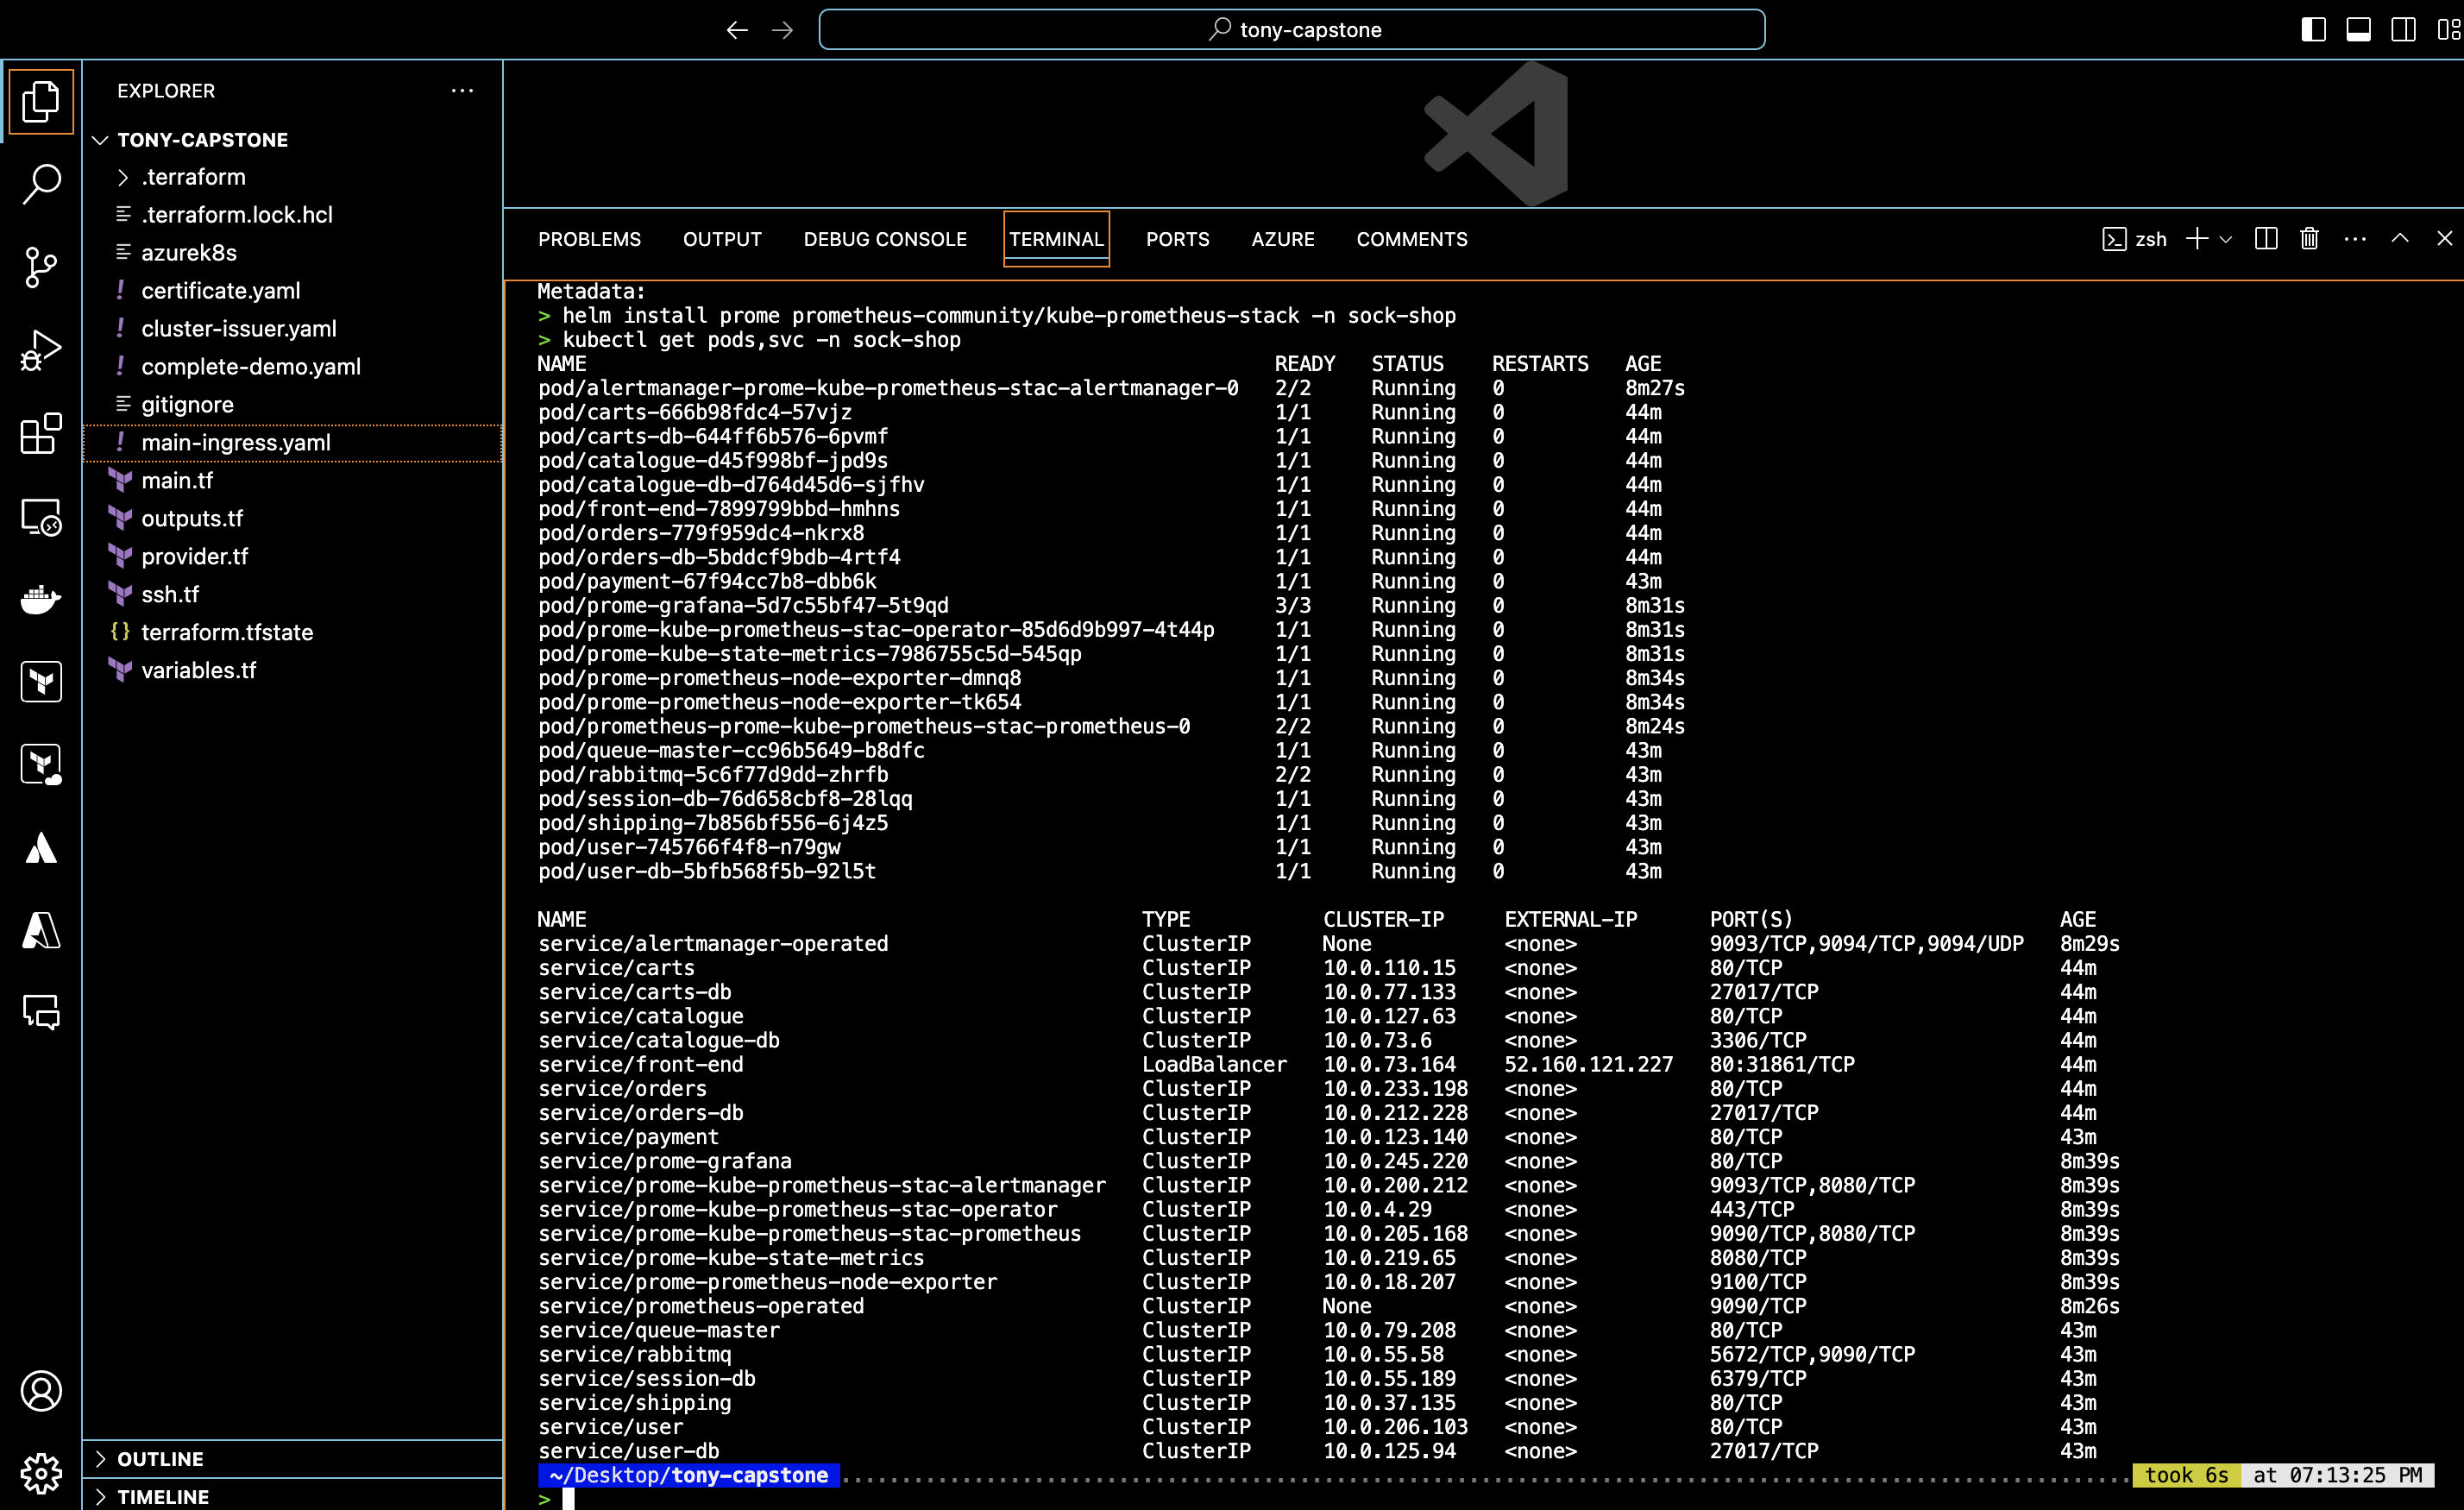 tony-capstone
EXPLORER
TONY-CAPSTONE
.terraform
.terraform.lock.hcl
azurek8s
! certificate.yaml
! cluster-issuer.yaml
! complete-demo.yaml
gitignore
! main-ingress.yaml
main.tf
outputs.tf
provider.tf
ssh.tf
{} terraform.tfstate
variables.tf
OUTLINE
TIMELINE
PROBLEMS OUTPUT DEBUG CONSOLE TERMINAL PORTS AZURE COMMENTS
zsh
Metadata:
> helm install prome prometheus-community/kube-prometheus-stack -n sock-shop
> kubectl get pods,svc -n sock-shop
NAME READY STATUS RESTARTS AGE
pod/alertmanager-prome-kube-prometheus-stac-alertmanager-0 2/2 Running 0 8m27s
pod/carts-666b98fdc4-57vjz 1/1 Running 0 44m
pod/carts-db-644ff6b576-6pvmf 1/1 Running 0 44m
pod/catalogue-d45f998bf-jpd9s 1/1 Running 0 44m
pod/catalogue-db-d764d45d6-sjfhv 1/1 Running 0 44m
pod/front-end-7899799bbd-hmhns 1/1 Running 0 44m
pod/orders-779f959dc4-nkrx8 1/1 Running 0 44m
pod/orders-db-5bddcf9bdb-4rtf4 1/1 Running 0 44m
pod/payment-67f94cc7b8-dbb6k 1/1 Running 0 43m
pod/prome-grafana-5d7c55bf47-5t9qd 3/3 Running 0 8m31s
pod/prome-kube-prometheus-stac-operator-85d6d9b997-4t44p 1/1 Running 0 8m31s
pod/prome-kube-state-metrics-7986755c5d-545qp 1/1 Running 0 8m31s
pod/prome-prometheus-node-exporter-dmnq8 1/1 Running 0 8m34s
pod/prome-prometheus-node-exporter-tk654 1/1 Running 0 8m34s
pod/prometheus-prome-kube-prometheus-stac-prometheus-0 2/2 Running 0 8m24s
pod/queue-master-cc96b5649-b8dfc 1/1 Running 0 43m
pod/rabbitmq-5c6f77d9dd-zhrfb 2/2 Running 0 43m
pod/session-db-76d658cbf8-28lqq 1/1 Running 0 43m
pod/shipping-7b856bf556-6j4z5 1/1 Running 0 43m
pod/user-745766f4f8-n79gw 1/1 Running 0 43m
pod/user-db-5bfb568f5b-92l5t 1/1 Running 0 43m
NAME TYPE CLUSTER-IP EXTERNAL-IP PORT(S) AGE
service/alertmanager-operated ClusterIP None <none> 9093/TCP,9094/TCP,9094/UDP 8m29s
service/carts ClusterIP 10.0.110.15 <none> 80/TCP 44m
service/carts-db ClusterIP 10.0.77.133 <none> 27017/TCP 44m
service/catalogue ClusterIP 10.0.127.63 <none> 80/TCP 44m
service/catalogue-db ClusterIP 10.0.73.6 <none> 3306/TCP 44m
service/front-end LoadBalancer 10.0.73.164 52.160.121.227 80:31861/TCP 44m
service/orders ClusterIP 10.0.233.198 <none> 80/TCP 44m
service/orders-db ClusterIP 10.0.212.228 <none> 27017/TCP 44m
service/payment ClusterIP 10.0.123.140 <none> 80/TCP 43m
service/prome-grafana ClusterIP 10.0.245.220 <none> 80/TCP 8m39s
service/prome-kube-prometheus-stac-alertmanager ClusterIP 10.0.200.212 <none> 9093/TCP,8080/TCP 8m39s
service/prome-kube-prometheus-stac-operator ClusterIP 10.0.4.29 <none> 443/TCP 8m39s
service/prome-kube-prometheus-stac-prometheus ClusterIP 10.0.205.168 <none> 9090/TCP,8080/TCP 8m39s
service/prome-kube-state-metrics ClusterIP 10.0.219.65 <none> 8080/TCP 8m39s
service/prome-prometheus-node-exporter ClusterIP 10.0.18.207 <none> 9100/TCP 8m39s
service/prometheus-operated ClusterIP None <none> 9090/TCP 8m26s
service/queue-master ClusterIP 10.0.79.208 <none> 80/TCP 43m
service/rabbitmq ClusterIP 10.0.55.58 <none> 5672/TCP,9090/TCP 43m
service/session-db ClusterIP 10.0.55.189 <none> 6379/TCP 43m
service/shipping ClusterIP 10.0.37.135 <none> 80/TCP 43m
service/user ClusterIP 10.0.206.103 <none> 80/TCP 43m
service/user-db ClusterIP 10.0.125.94 <none> 27017/TCP 43m
~/Desktop/tony-capstone took 6s at 07:13:25 PM
>